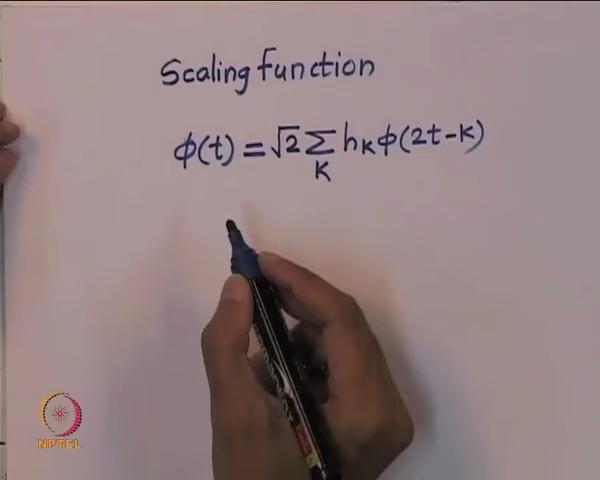 Scaling function
ϕ(t) = √2 Σ hₖ ϕ(2t-k)
k
NPTEL